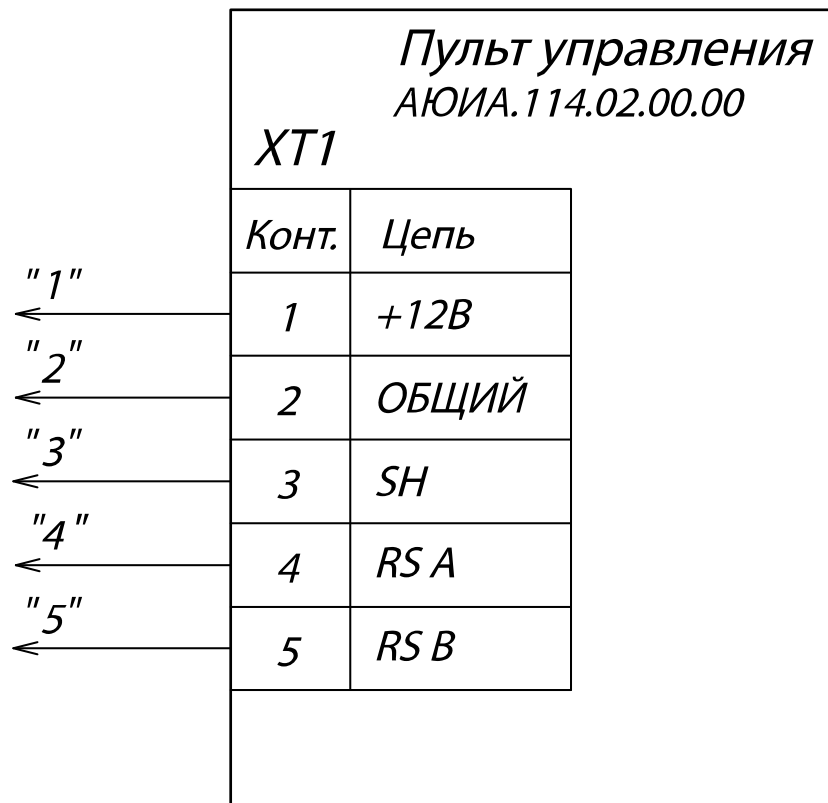 Пульт управления
АЮИА.114.02.00.00
XT1
Конт. Цепь
"1" 1 +12В
"2" 2 ОБЩИЙ
"3" 3 SH
"4" 4 RS A
"5" 5 RS B